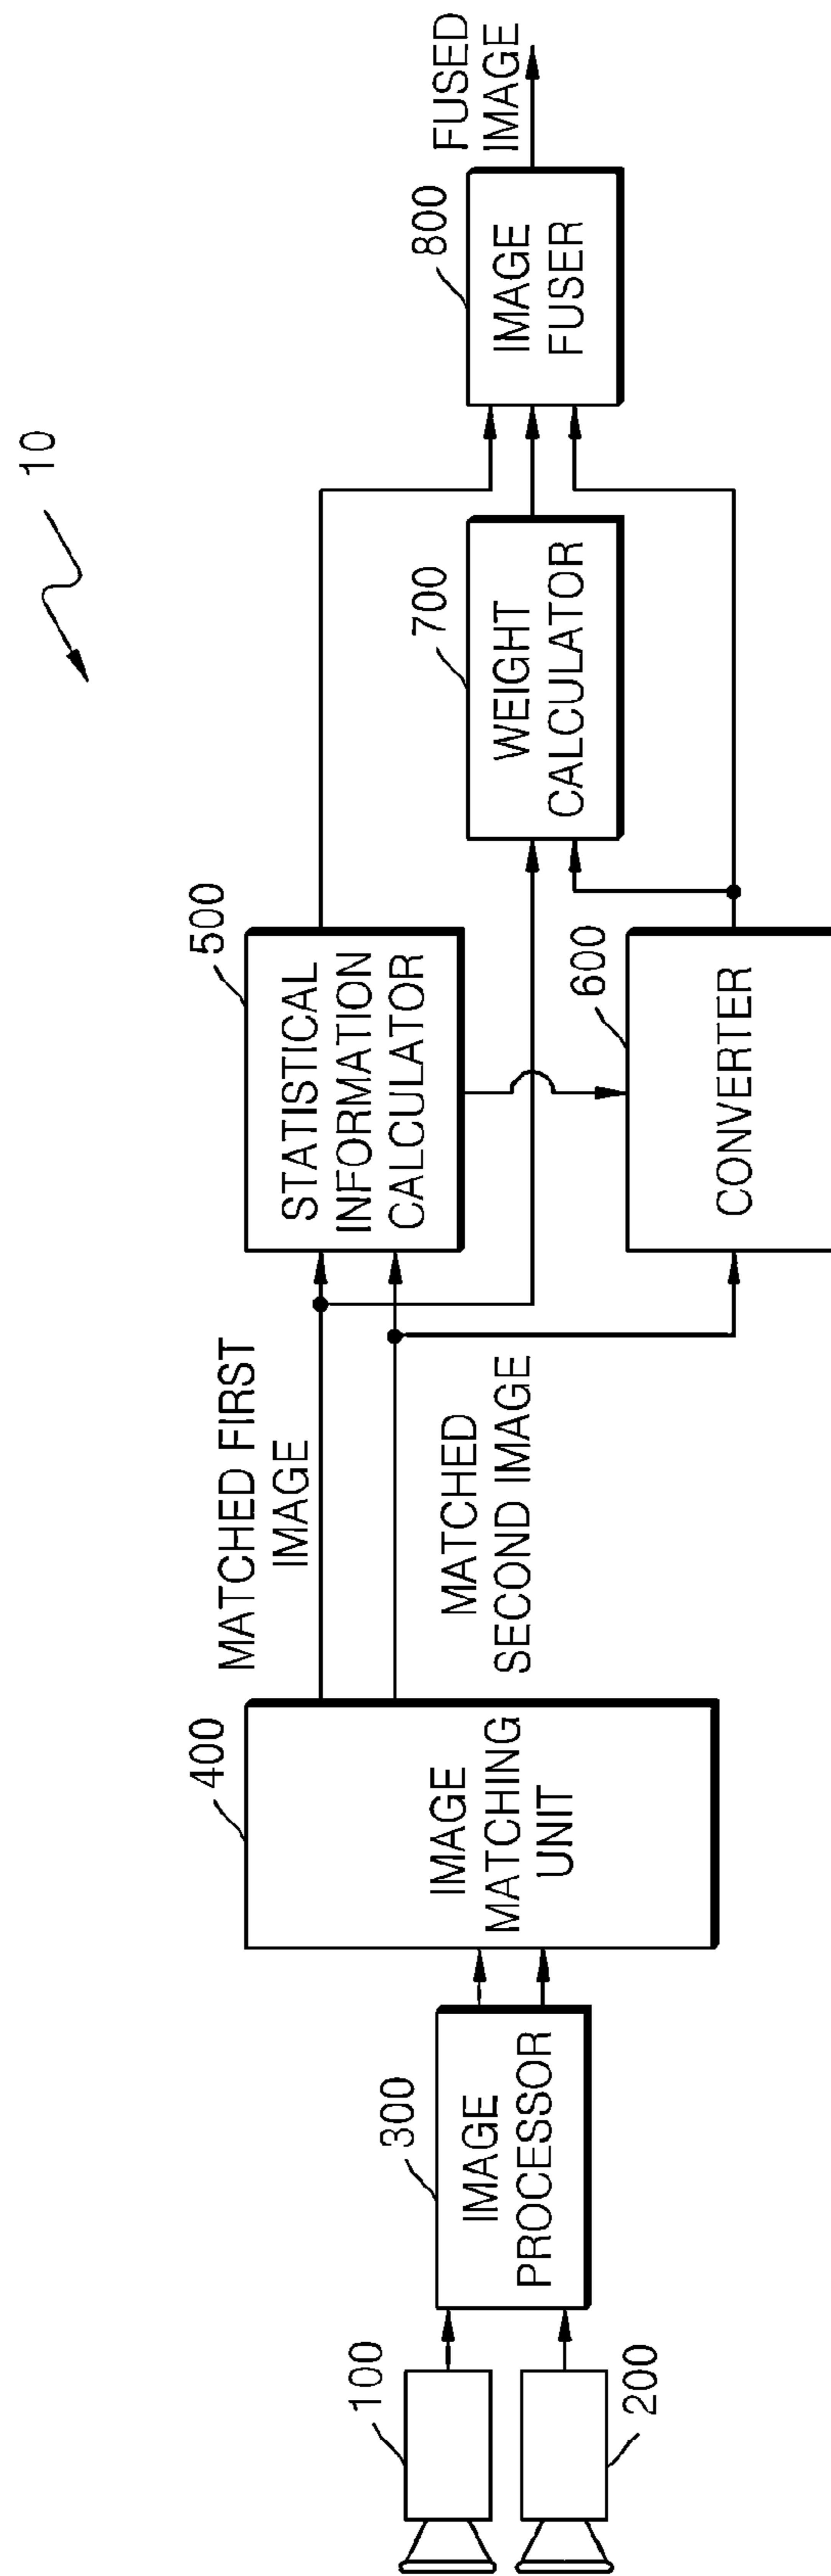 10
100
200
300
IMAGE
PROCESSOR
400
IMAGE
MATCHING
UNIT
MATCHED FIRST
IMAGE
MATCHED
SECOND IMAGE
500
STATISTICAL
INFORMATION
CALCULATOR
600
CONVERTER
700
WEIGHT
CALCULATOR
800
IMAGE
FUSER
FUSED
IMAGE